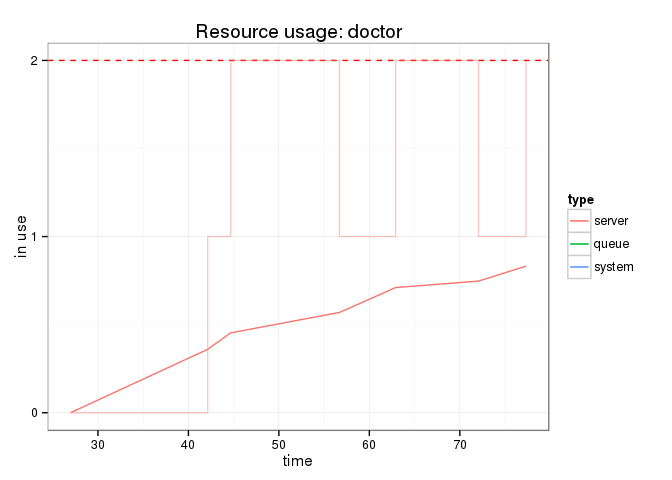 Resource usage: doctor
in use
2
1
0
30 40 50 60 70
time
type
server
queue
system